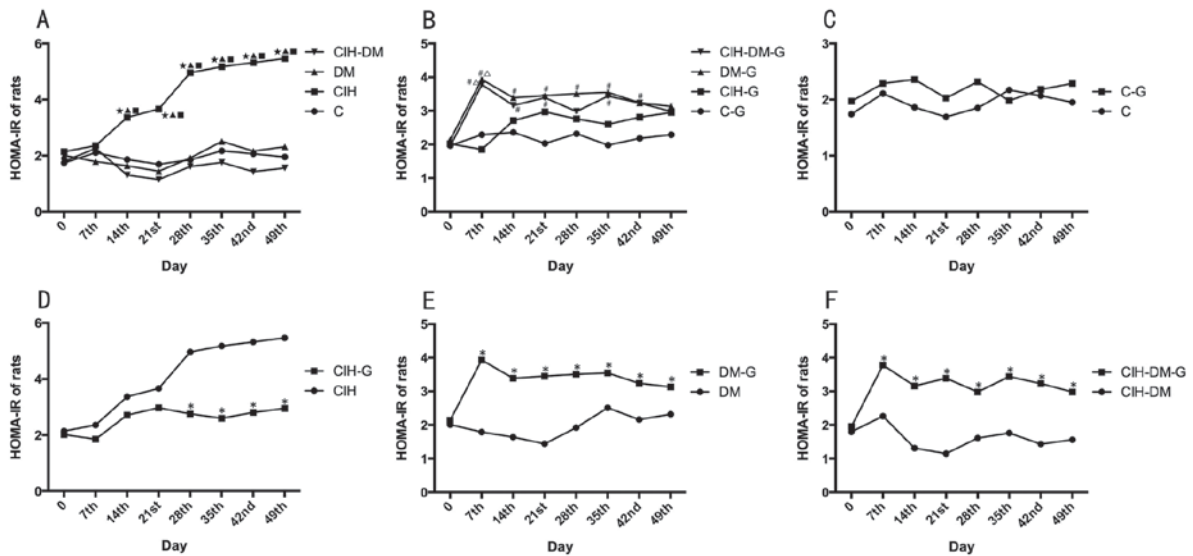 A
HOMA-IR of rats
6
4
2
0
★▲■ ★▲■ ★▲■ ★▲■
★▲■
★▲■
CIH-DM
DM
CIH
C
0 7th 14th 21st 28th 35th 42nd 49th
Day
B
HOMA-IR of rats
5
4
3
2
1
0
#△
#△
# # # # #
# # #
CIH-DM-G
DM-G
CIH-G
C-G
0 7th 14th 21st 28th 35th 42nd 49th
Day
C
HOMA-IR of rats
3
2
1
0
C-G
C
0 7th 14th 21st 28th 35th 42nd 49th
Day
D
HOMA-IR of rats
6
4
2
0
* * * *
CIH-G
CIH
0 7th 14th 21st 28th 35th 42nd 49th
Day
E
HOMA-IR of rats
5
4
3
2
1
0
* * * * * * *
DM-G
DM
0 7th 14th 21st 28th 35th 42nd 49th
Day
F
HOMA-IR of rats
5
4
3
2
1
0
* * * * * * *
CIH-DM-G
CIH-DM
0 7th 14th 21st 28th 35th 42nd 49th
Day